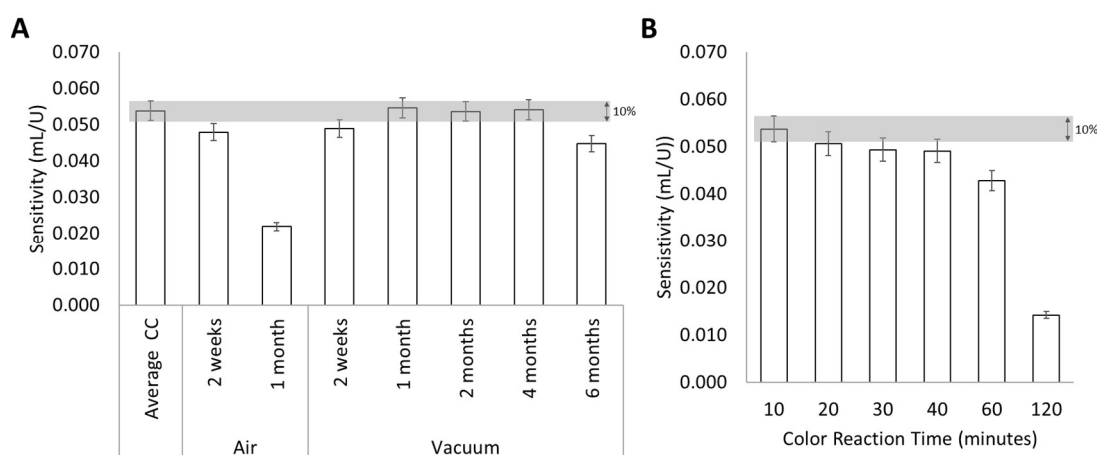 A
Sensitivity (mL/U)
0.070
0.060
0.050
0.040
0.030
0.020
0.010
0.000
10%
Average CC
2 weeks
1 month
2 weeks
1 month
2 months
4 months
6 months
Air
Vacuum
B
Sensistivity (mL/U))
0.070
0.060
0.050
0.040
0.030
0.020
0.010
0.000
10%
10 20 30 40 60 120
Color Reaction Time (minutes)